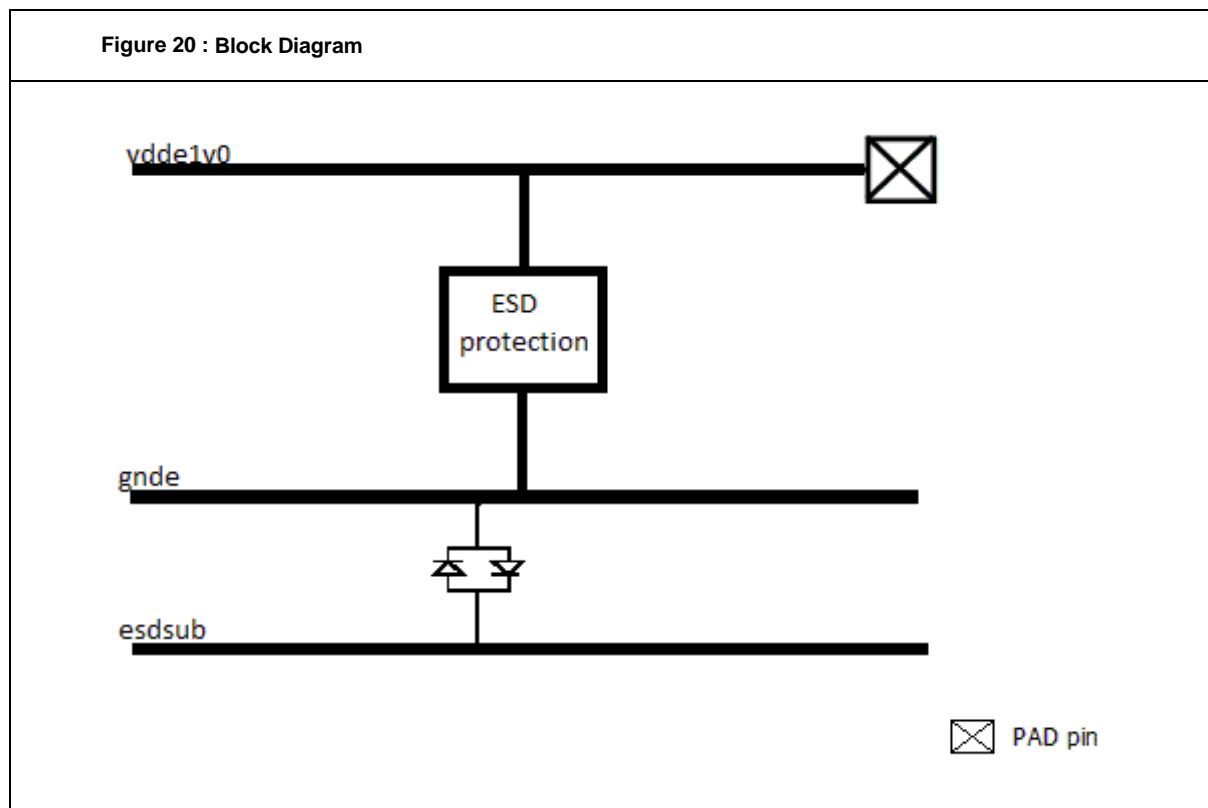 Figure 20 : Block Diagram
vdde1v0
ESD
protection
gnde
esdsub
PAD pin